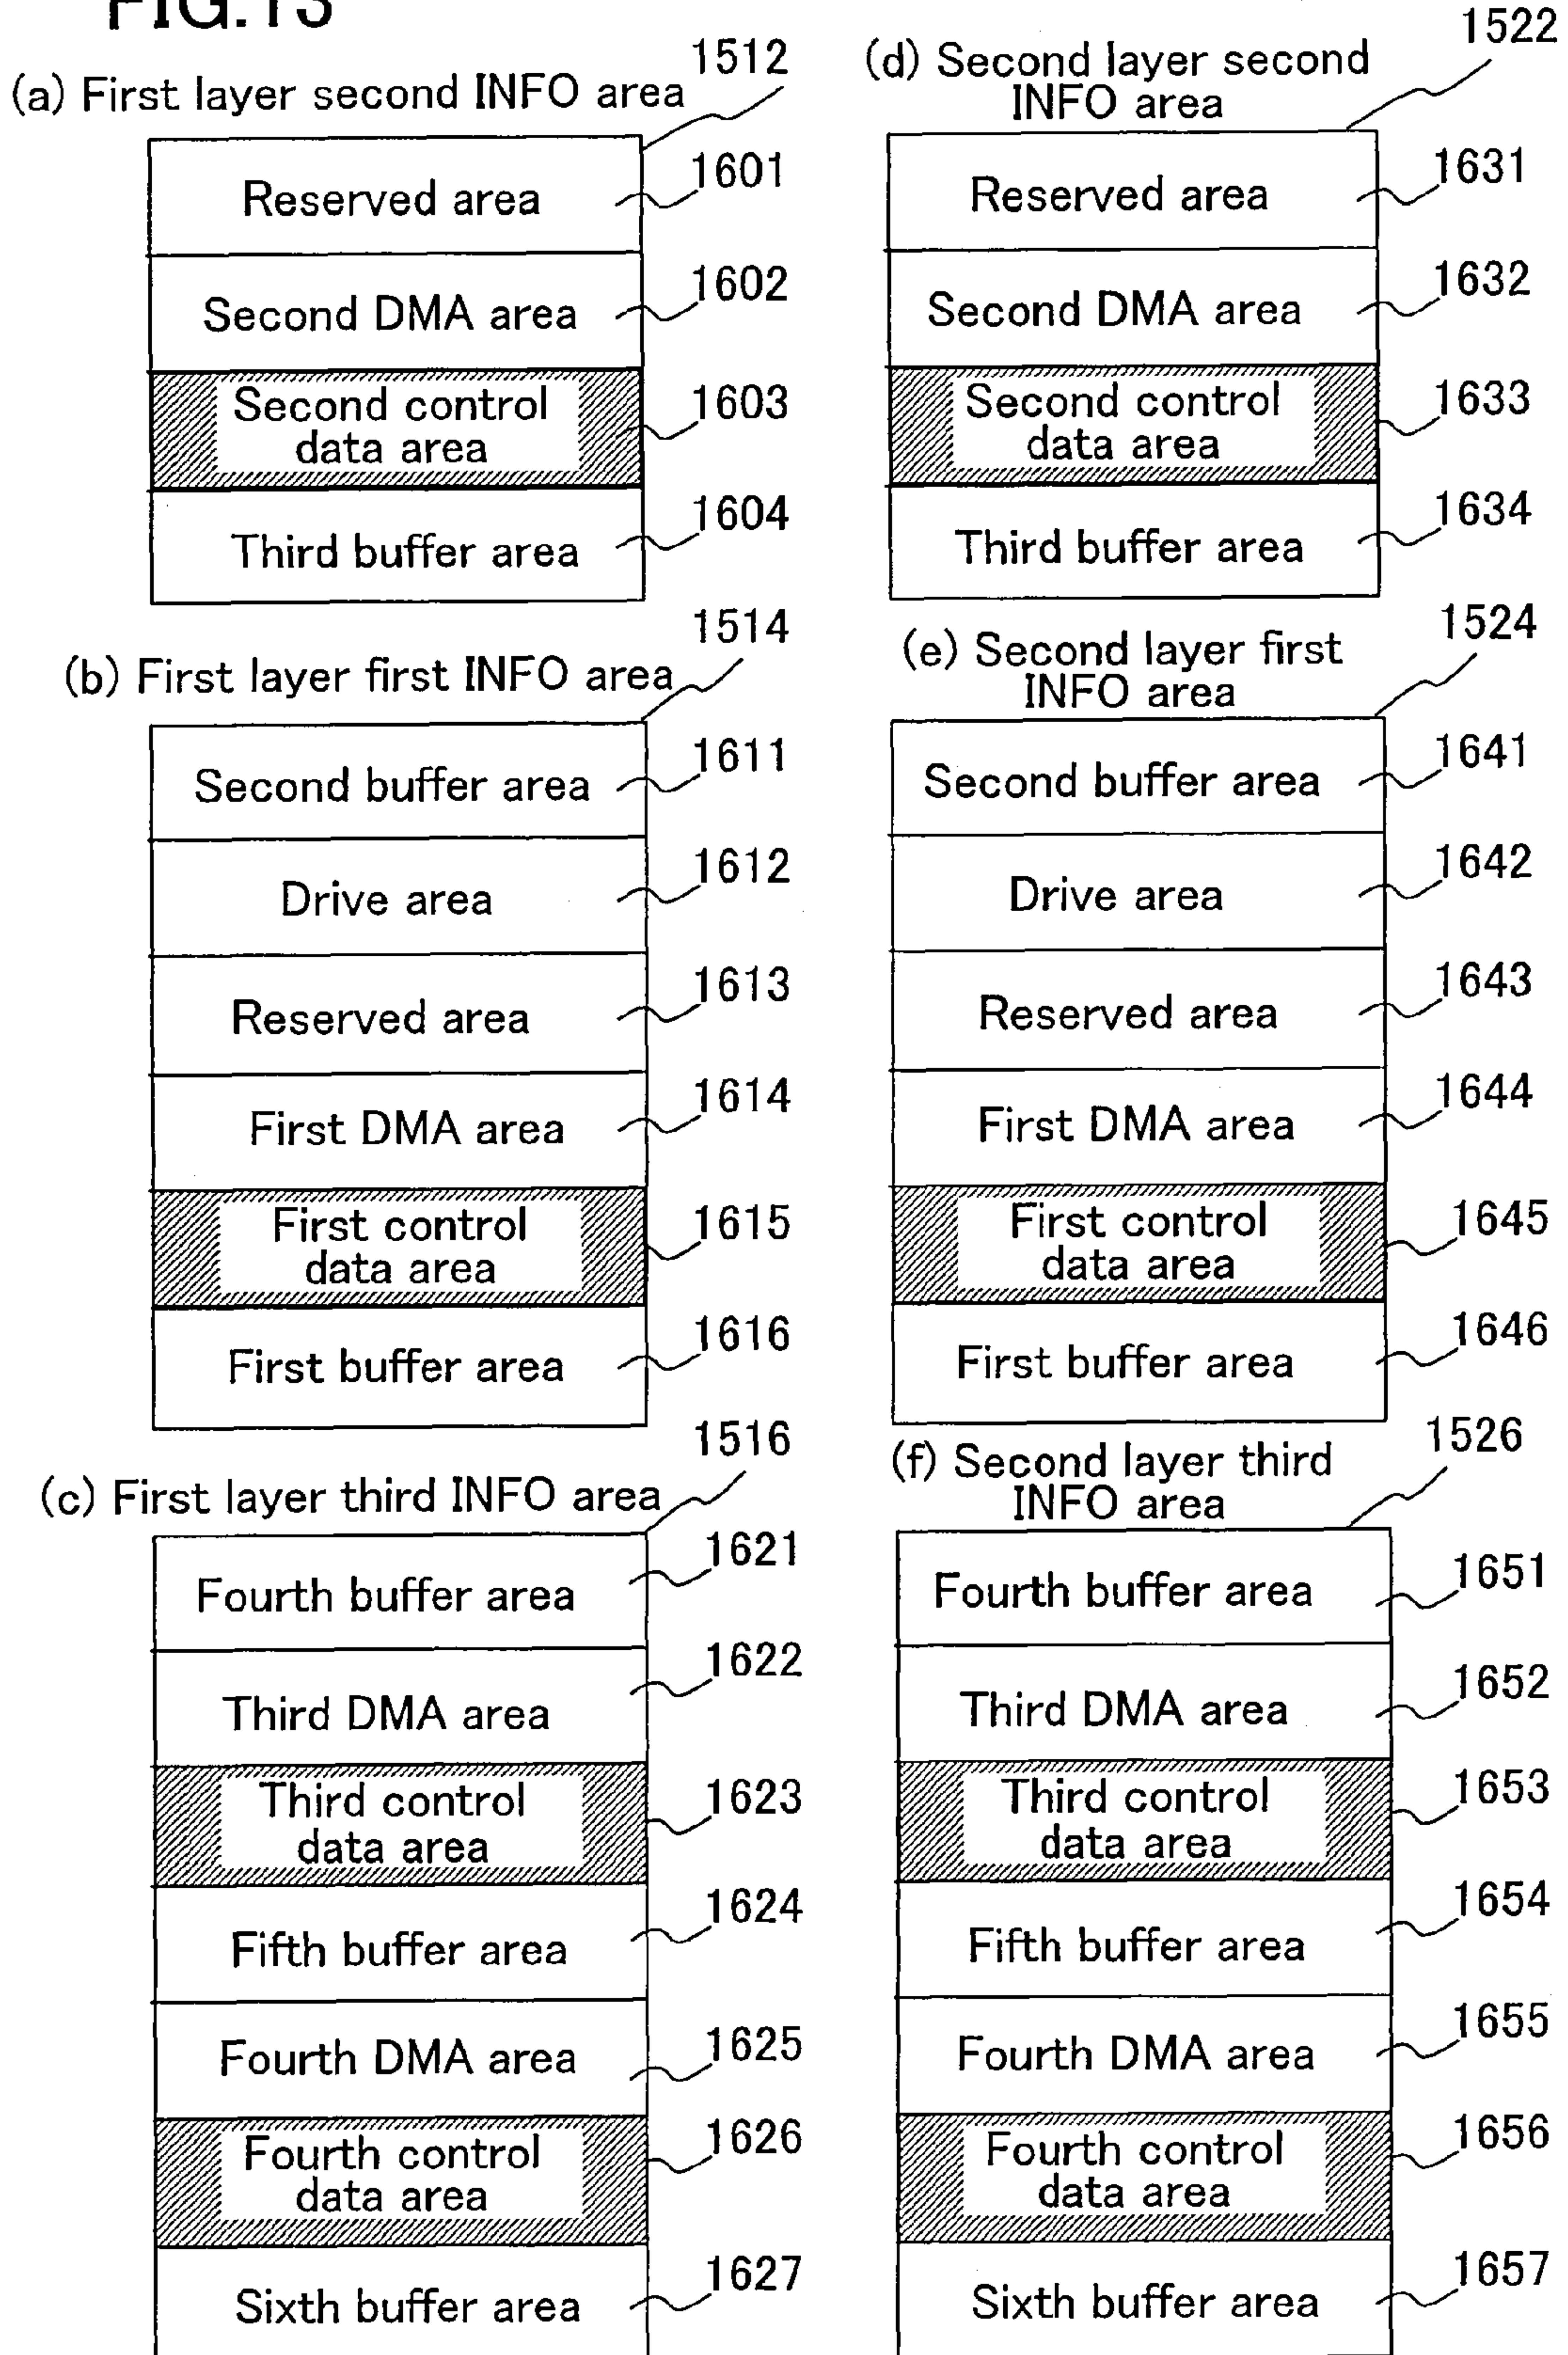 FIG.13
(a) First layer second INFO area
1512
Reserved area
1601
Second DMA area
1602
Second control
data area
1603
Third buffer area
1604
(b) First layer first INFO area
1514
Second buffer area
1611
Drive area
1612
Reserved area
1613
First DMA area
1614
First control
data area
1615
First buffer area
1616
(c) First layer third INFO area
1516
Fourth buffer area
1621
Third DMA area
1622
Third control
data area
1623
Fifth buffer area
1624
Fourth DMA area
1625
Fourth control
data area
1626
Sixth buffer area
1627
(d) Second layer second
INFO area
1522
Reserved area
1631
Second DMA area
1632
Second control
data area
1633
Third buffer area
1634
(e) Second layer first
INFO area
1524
Second buffer area
1641
Drive area
1642
Reserved area
1643
First DMA area
1644
First control
data area
1645
First buffer area
1646
(f) Second layer third
INFO area
1526
Fourth buffer area
1651
Third DMA area
1652
Third control
data area
1653
Fifth buffer area
1654
Fourth DMA area
1655
Fourth control
data area
1656
Sixth buffer area
1657